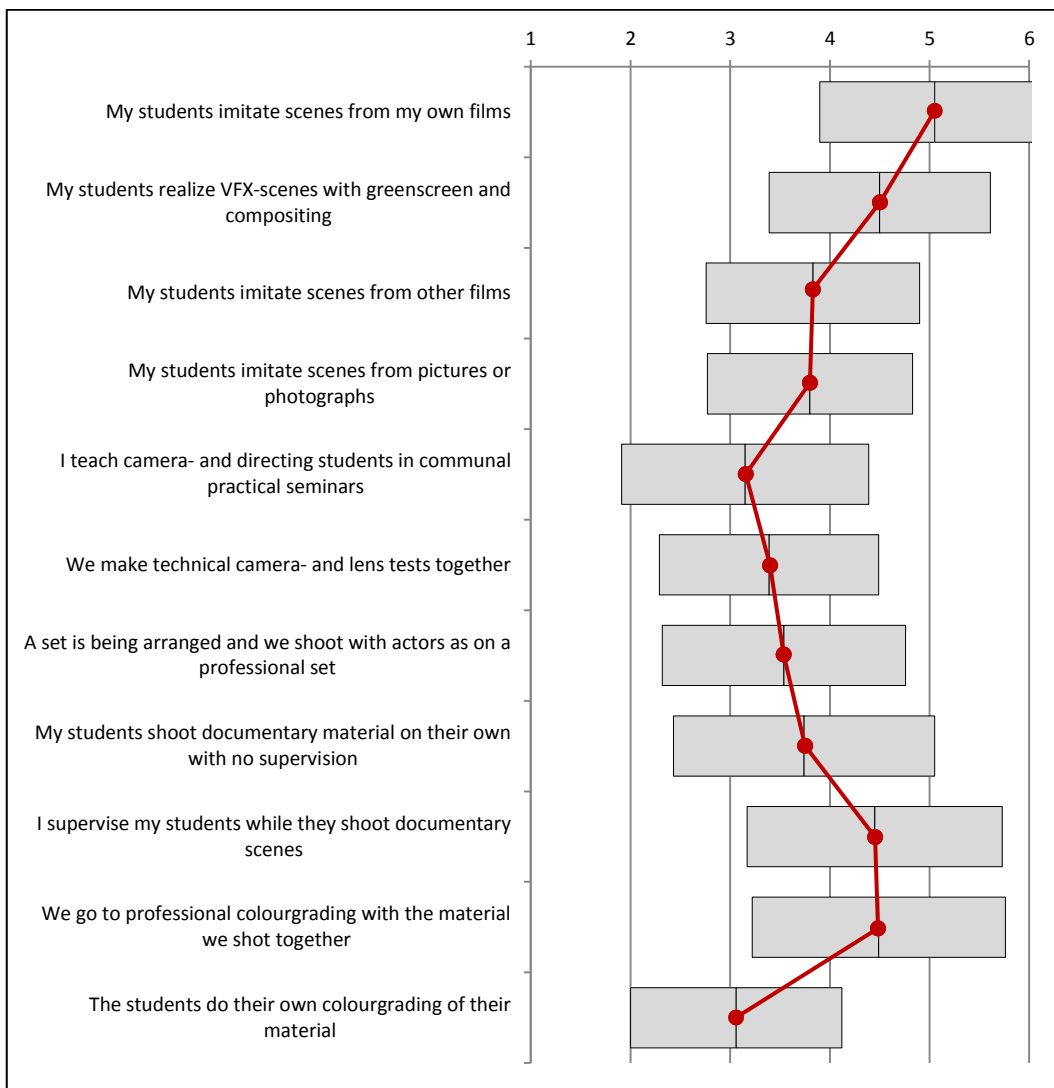 1 2 3 4 5 6
My students imitate scenes from my own films
My students realize VFX-scenes with greenscreen and
compositing
My students imitate scenes from other films
My students imitate scenes from pictures or
photographs
I teach camera- and directing students in communal
practical seminars
We make technical camera- and lens tests together
A set is being arranged and we shoot with actors as on a
professional set
My students shoot documentary material on their own
with no supervision
I supervise my students while they shoot documentary
scenes
We go to professional colourgrading with the material
we shot together
The students do their own colourgrading of their
material